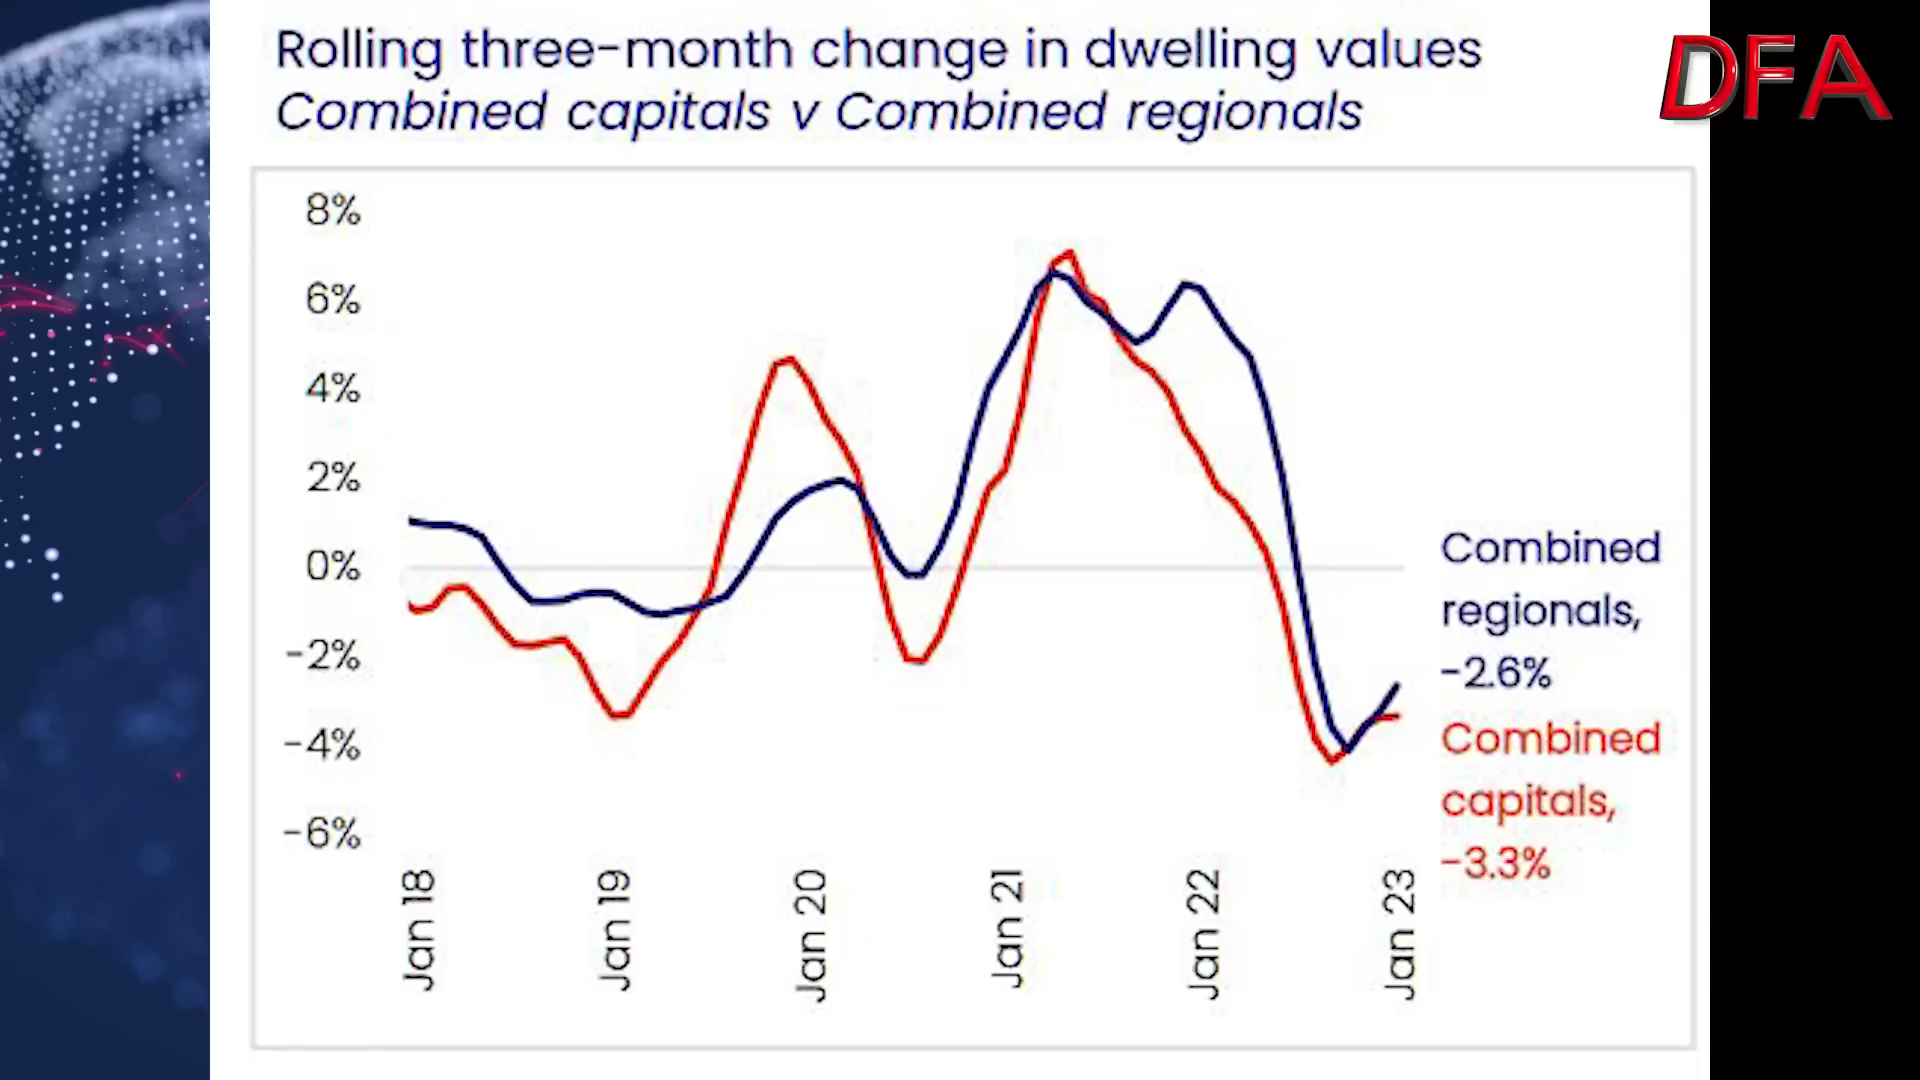 Rolling three-month change in dwelling values
Combined capitals v Combined regionals
DFA
8%
6%
4%
2%
0%
-2%
-4%
-6%
Jan 18
Jan 19
Jan 20
Jan 21
Jan 22
Jan 23
Combined
regionals,
-2.6%
Combined
capitals,
-3.3%